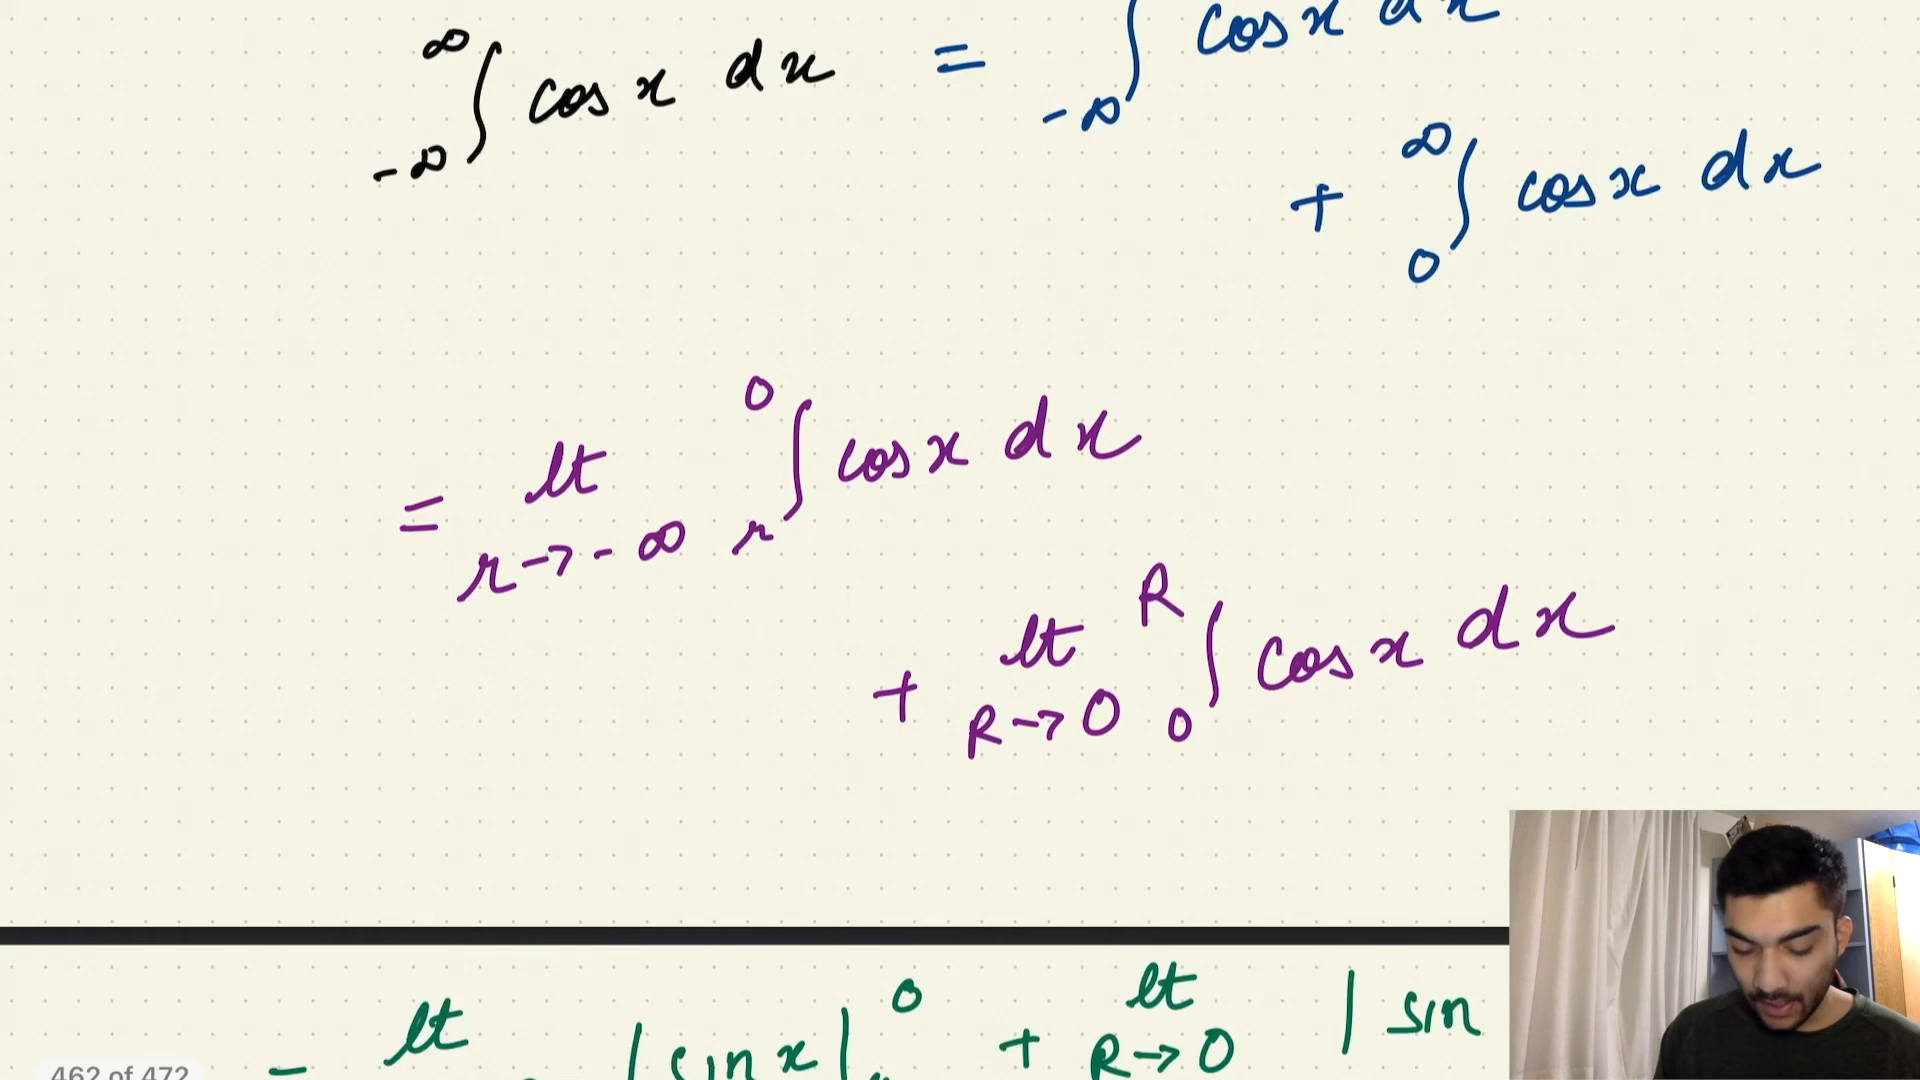 ∞∫-∞ cos x dx = -∞∫ cos x dx
+ ∞∫0 cos x dx
= lt r→-∞ 0∫r cos x dx
+ lt R→0 R∫0 cos x dx
= lt |sin x|0 + lt R→0 | sin
462 of 472